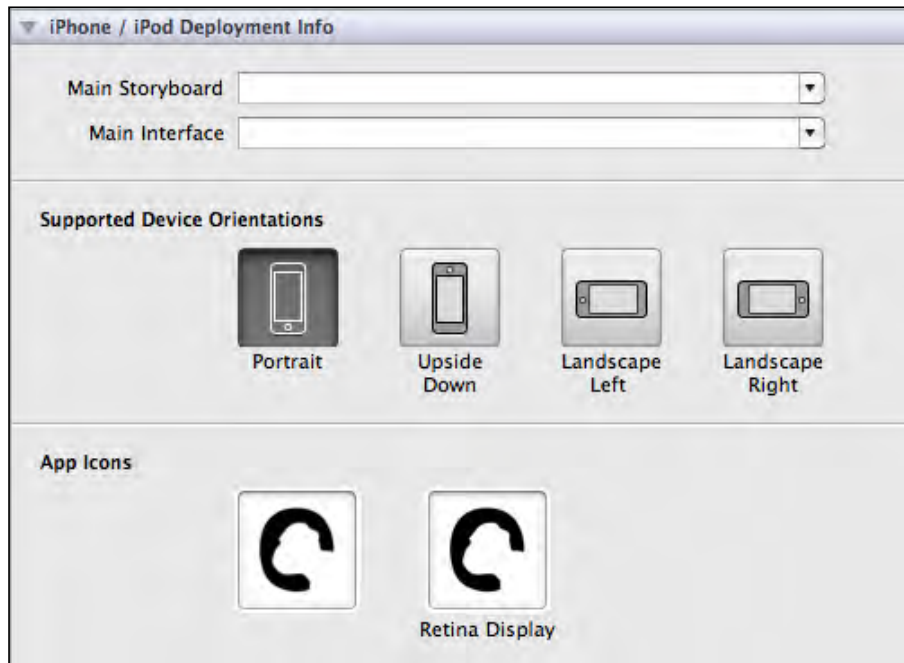 iPhone / iPod Deployment Info
Main Storyboard
Main Interface
Supported Device Orientations
Portrait
Upside
Down
Landscape
Left
Landscape
Right
App Icons
Retina Display